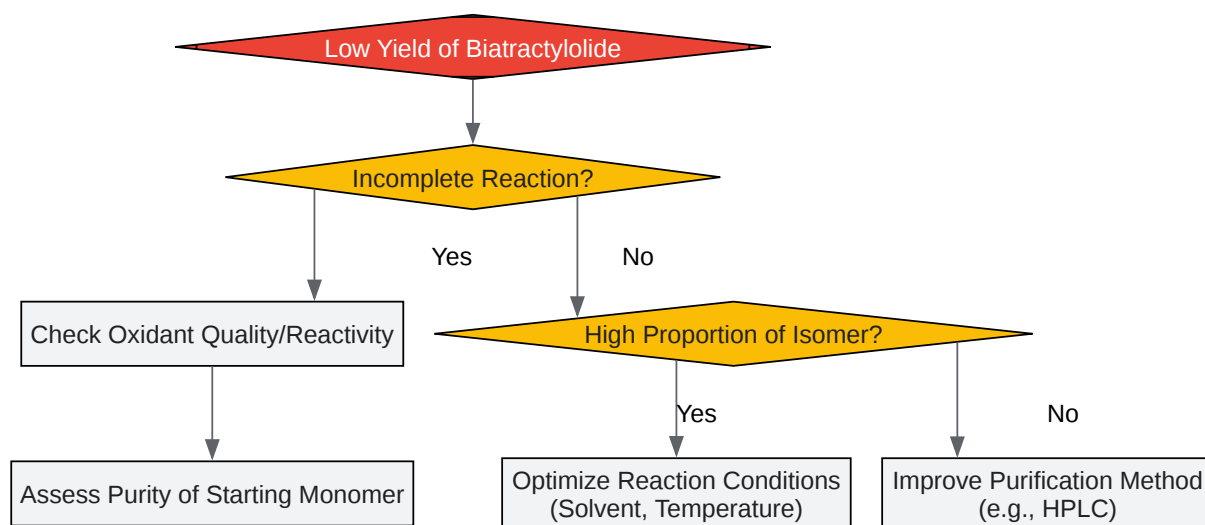 Low Yield of Biatractylolide
Incomplete Reaction?
Yes
No
Check Oxidant Quality/Reactivity
High Proportion of Isomer?
Yes
No
Assess Purity of Starting Monomer
Optimize Reaction Conditions
(Solvent, Temperature)
Improve Purification Method
(e.g., HPLC)